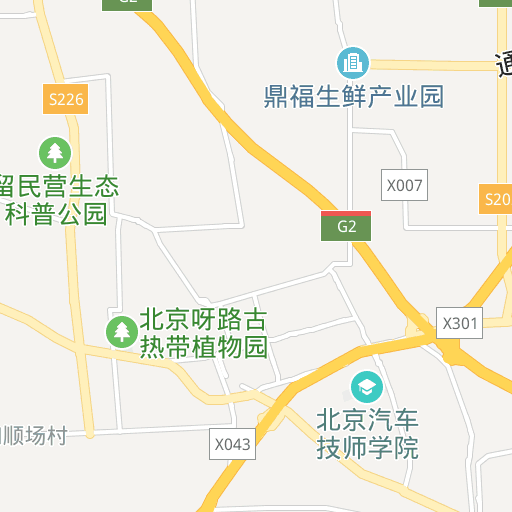 G2
通
鼎福生鲜产业园
S226
留民营生态
科普公园
X007
S20
G2
X301
北京呀路古
热带植物园
北京汽车
技师学院
顺场村
X043